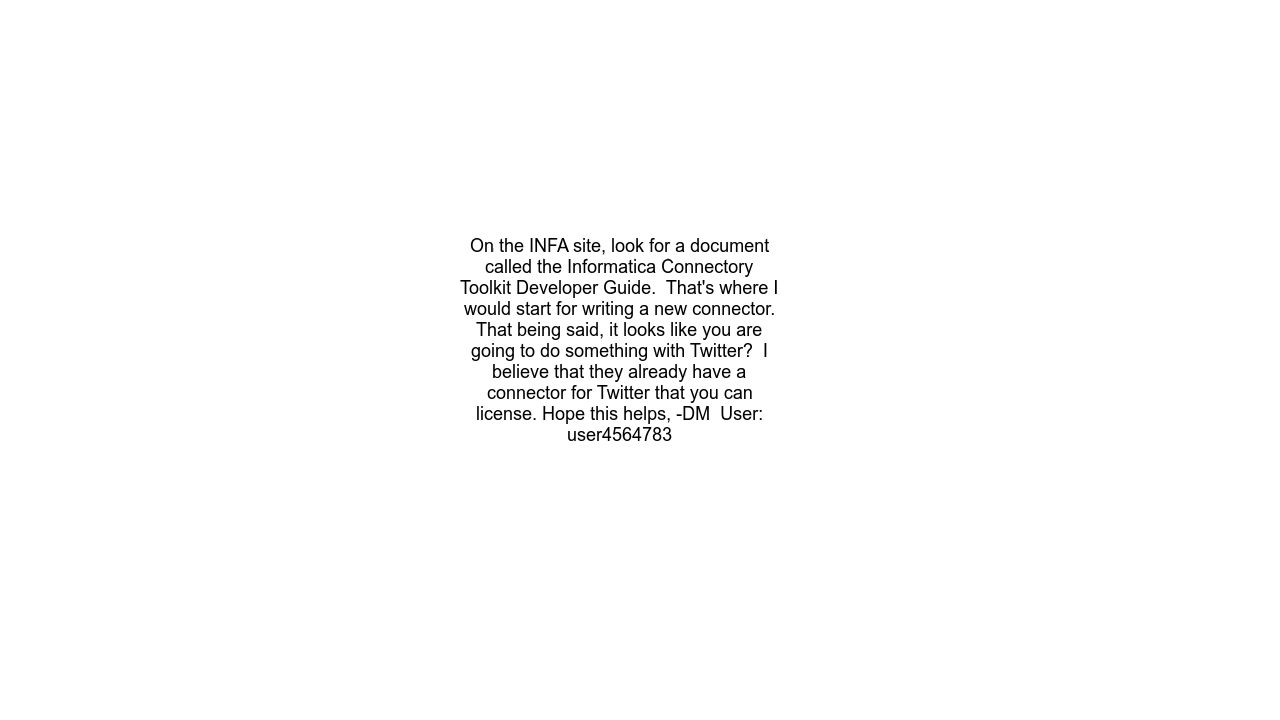 On the INFA site, look for a document
called the Informatica Connectory
Toolkit Developer Guide.  That's where I
would start for writing a new connector.
That being said, it looks like you are
going to do something with Twitter?  I
believe that they already have a
connector for Twitter that you can
license. Hope this helps, -DM  User:
user4564783